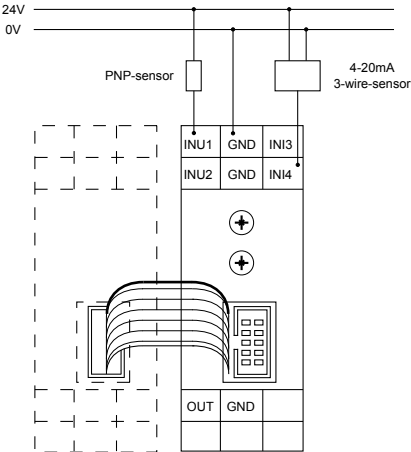 24V
0V
PNP-sensor
4-20mA
3-wire-sensor
INU1 GND INI3
INU2 GND INI4
OUT GND